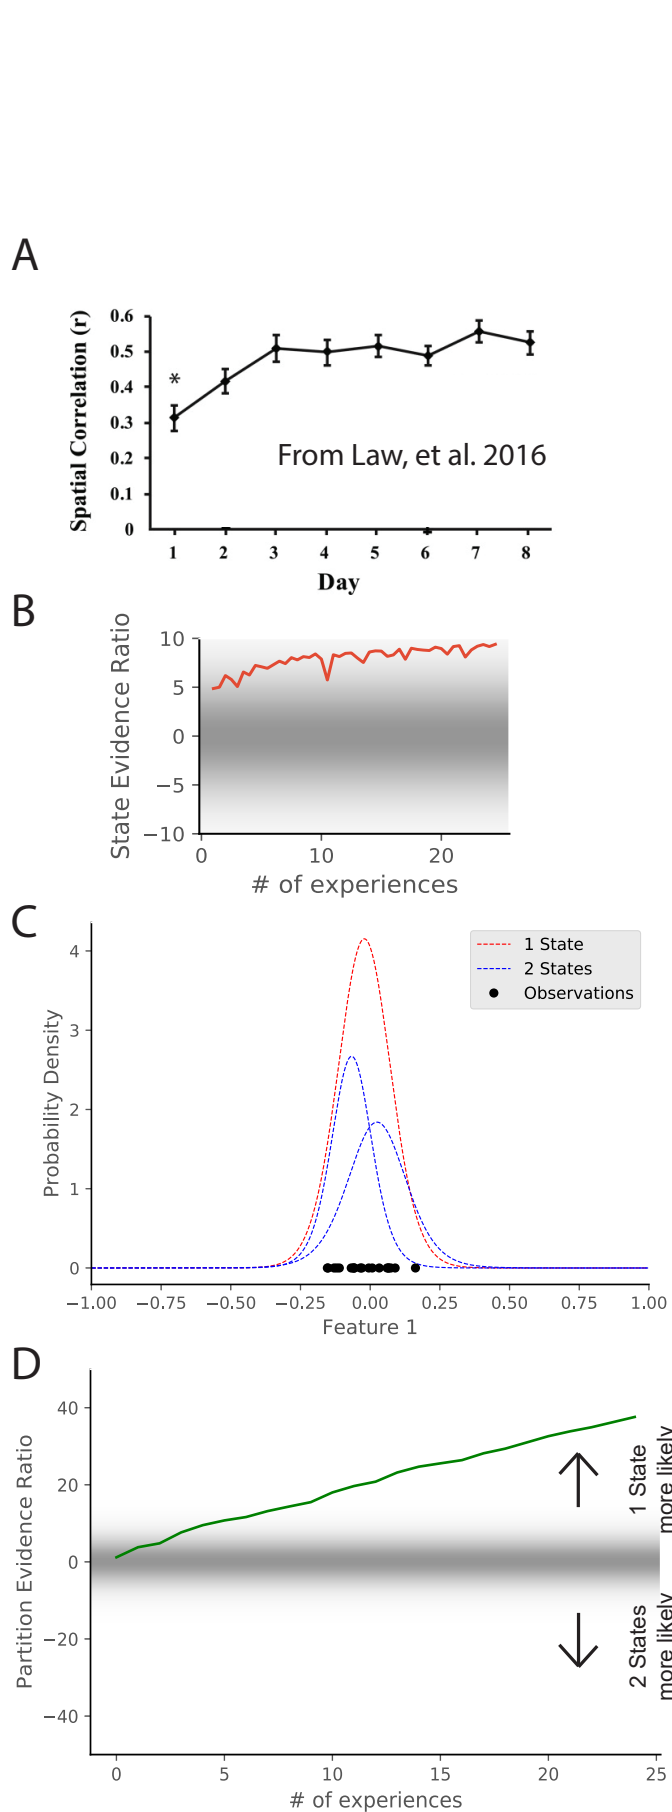 A
Spatial Correlation (r)
0.6
0.5
0.4
0.3
0.2
0.1
0
*
From Law, et al. 2016
1 2 3 4 5 6 7 8
Day
B
State Evidence Ratio
10
5
0
−5
−10
0 10 20
# of experiences
C
Probability Density
4
3
2
1
0
1 State
2 States
Observations
−1.00 −0.75 −0.50 −0.25 0.00 0.25 0.50 0.75 1.00
Feature 1
D
Partition Evidence Ratio
40
20
0
−20
−40
1 State
more likely
2 States
more likely
0 5 10 15 20 25
# of experiences